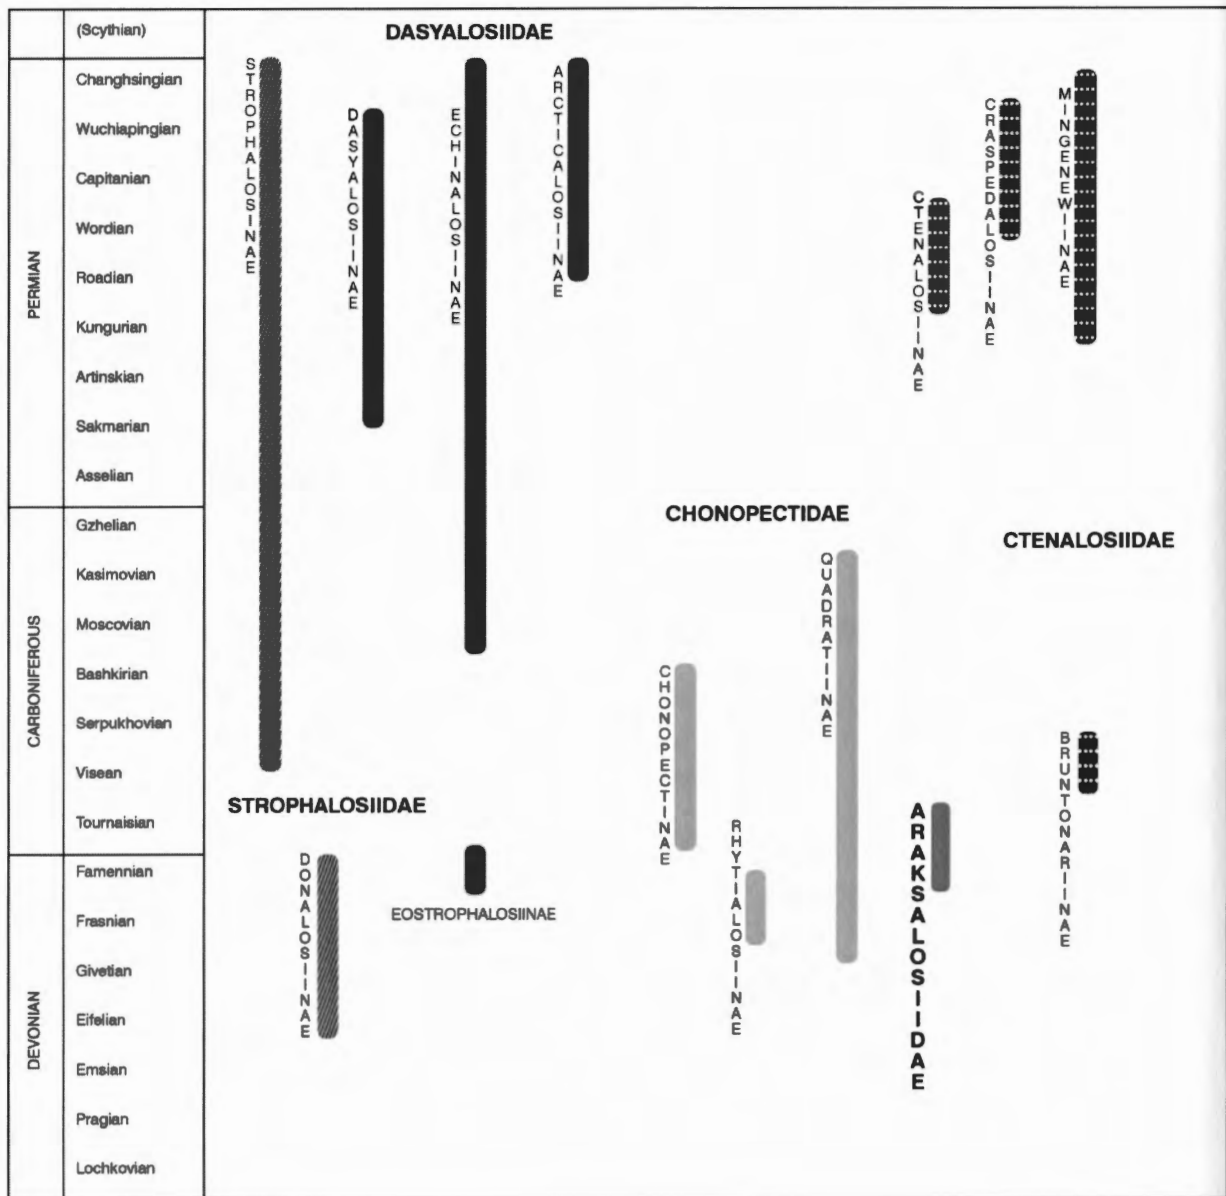 (Scythian)
DASYALOSIIDAE
PERMIAN
Changhsingian
Wuchiapingian
Capitanian
Wordian
Roadian
Kungurian
Artinskian
Sakmarian
Asselian
STROPHALOSIINAE
DASYALOSIINAE
ECHINALOSIINAE
ARCTICALOSIINAE
CTENALOSIINAE
CRASPEDALOSIINAE
MINGENEWIINAE
CARBONIFEROUS
Gzhelian
Kasimovian
Moscovian
Bashkirian
Serpukhovian
Visean
Tournaisian
CHONOPECTIDAE
CTENALOSIIDAE
QUADRATIINAE
CHONOPECTINAE
BRUNTONARIINAE
STROPHALOSIIDAE
RHYTIALOSIINAE
ARAKSALOSIIDAE
DEVONIAN
Famennian
Frasnian
Givetian
Eifelian
Emsian
Pragian
Lochkovian
DONALOSIINAE
EOSTROPHALOSIINAE